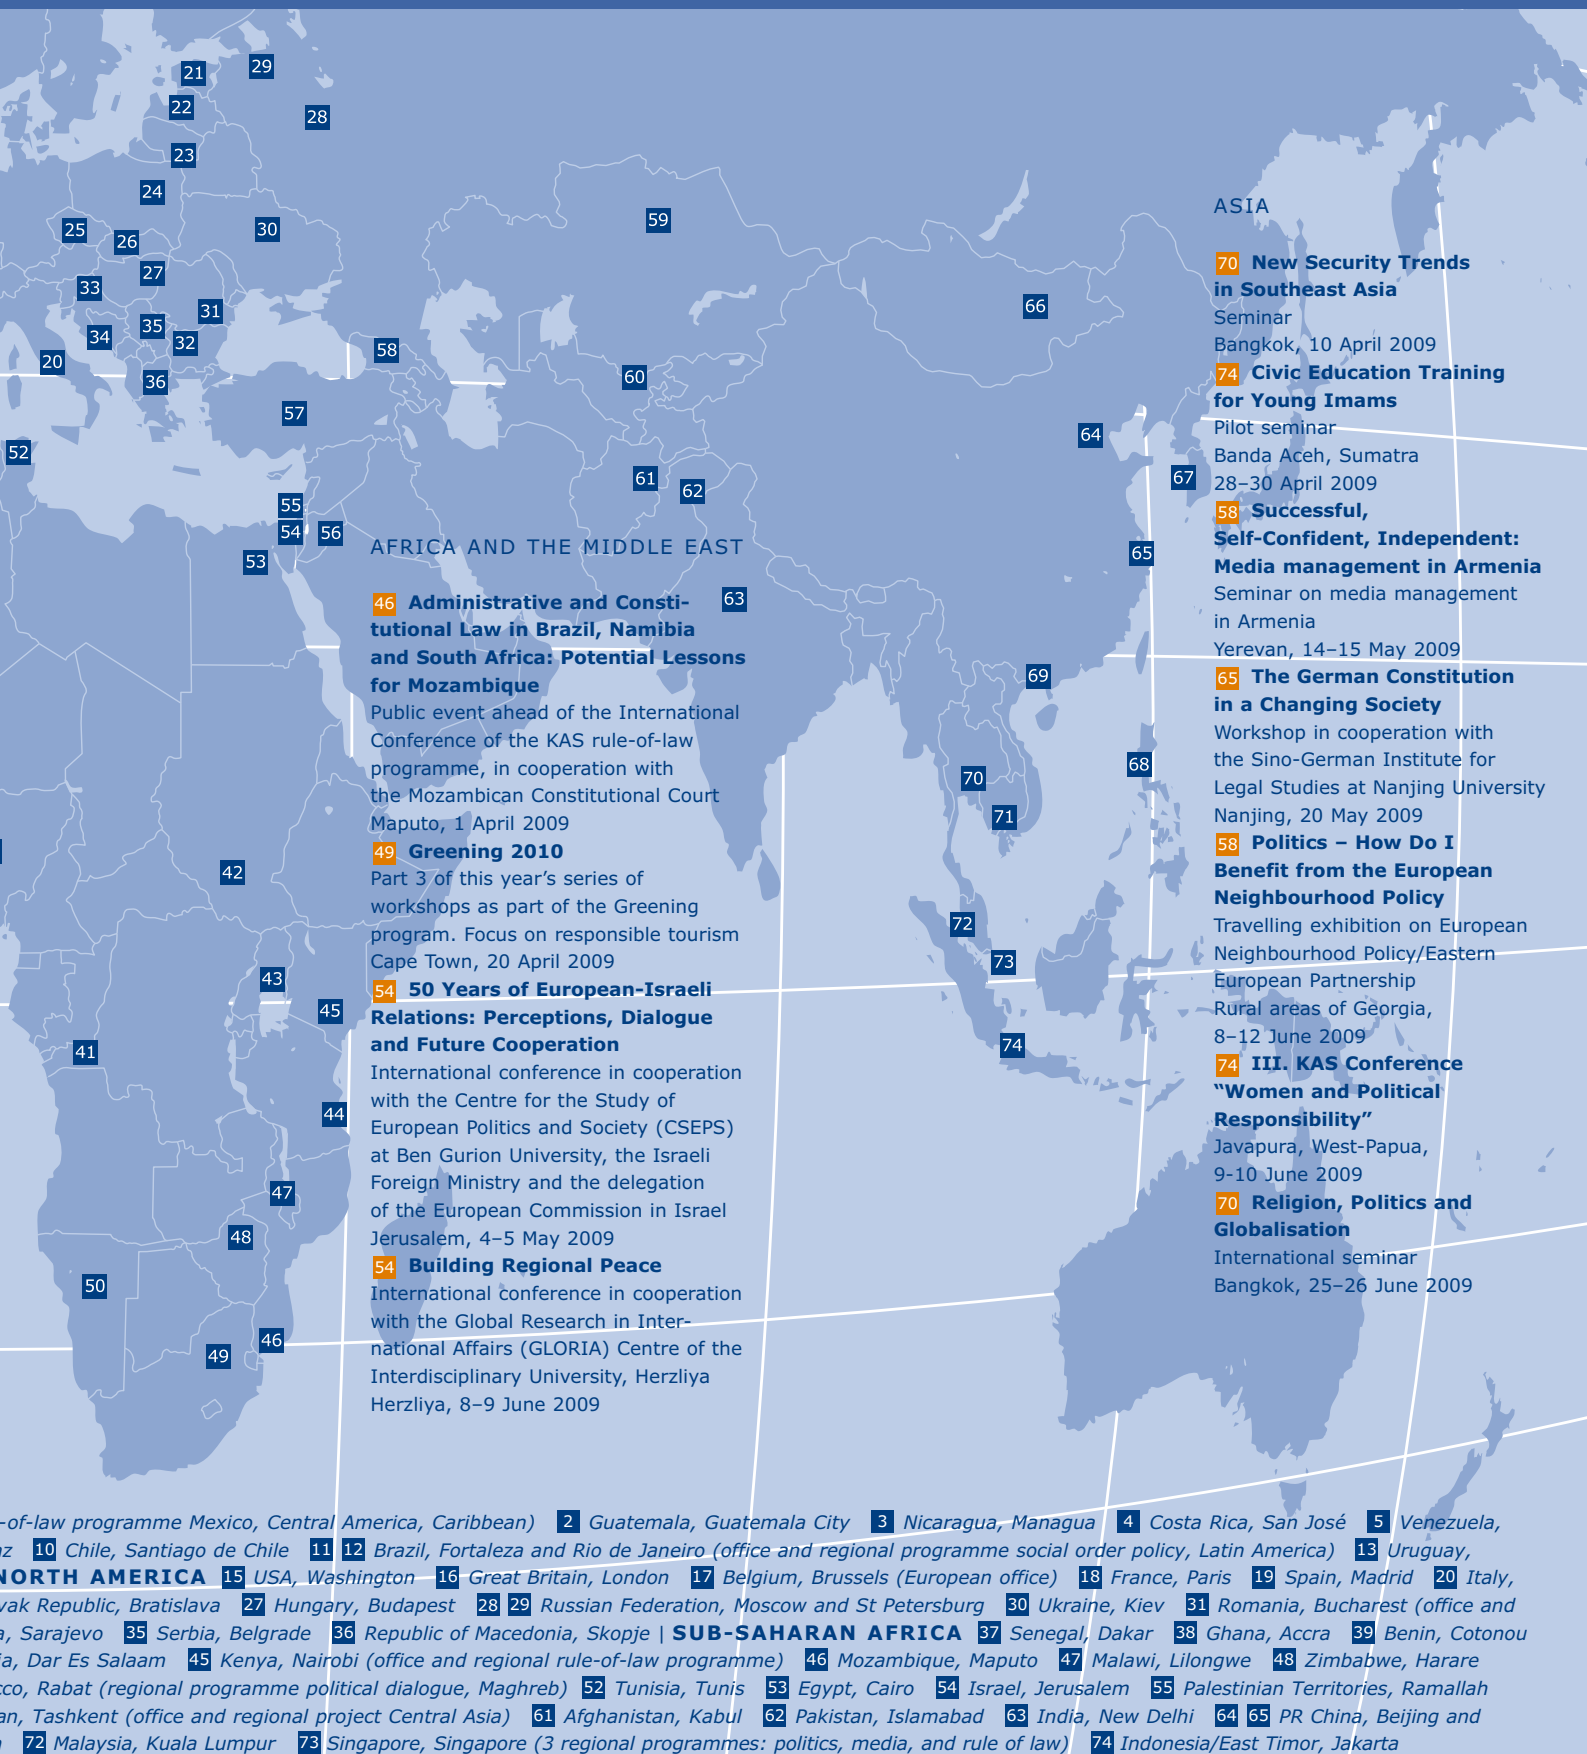 21
29
22
28
23
24
25
26
30
59
27
33
31
35
34
32
20
36
58
66
60
57
52
64
61
62
67
55
54
56
53
65
63
69
68
70
71
42
72
73
43
45
41
74
44
47
48
50
46
49
AFRICA AND THE MIDDLE EAST
46 Administrative and Consti-
tutional Law in Brazil, Namibia
and South Africa: Potential Lessons
for Mozambique
Public event ahead of the International
Conference of the KAS rule-of-law
programme, in cooperation with
the Mozambican Constitutional Court
Maputo, 1 April 2009
49 Greening 2010
Part 3 of this year’s series of
workshops as part of the Greening
program. Focus on responsible tourism
Cape Town, 20 April 2009
54 50 Years of European-Israeli
Relations: Perceptions, Dialogue
and Future Cooperation
International conference in cooperation
with the Centre for the Study of
European Politics and Society (CSEPS)
at Ben Gurion University, the Israeli
Foreign Ministry and the delegation
of the European Commission in Israel
Jerusalem, 4–5 May 2009
54 Building Regional Peace
International conference in cooperation
with the Global Research in Inter-
national Affairs (GLORIA) Centre of the
Interdisciplinary University, Herzliya
Herzliya, 8–9 June 2009
ASIA
70 New Security Trends
in Southeast Asia
Seminar
Bangkok, 10 April 2009
74 Civic Education Training
for Young Imams
Pilot seminar
Banda Aceh, Sumatra
28–30 April 2009
58 Successful,
Self-Confident, Independent:
Media management in Armenia
Seminar on media management
in Armenia
Yerevan, 14–15 May 2009
65 The German Constitution
in a Changing Society
Workshop in cooperation with
the Sino-German Institute for
Legal Studies at Nanjing University
Nanjing, 20 May 2009
58 Politics – How Do I
Benefit from the European
Neighbourhood Policy
Travelling exhibition on European
Neighbourhood Policy/Eastern
European Partnership
Rural areas of Georgia,
8–12 June 2009
74 III. KAS Conference
“Women and Political
Responsibility”
Javapura, West-Papua,
9-10 June 2009
70 Religion, Politics and
Globalisation
International seminar
Bangkok, 25–26 June 2009
-of-law programme Mexico, Central America, Caribbean) 2 Guatemala, Guatemala City 3 Nicaragua, Managua 4 Costa Rica, San José 5 Venezuela,
az 10 Chile, Santiago de Chile 11 12 Brazil, Fortaleza and Rio de Janeiro (office and regional programme social order policy, Latin America) 13 Uruguay,
NORTH AMERICA 15 USA, Washington 16 Great Britain, London 17 Belgium, Brussels (European office) 18 France, Paris 19 Spain, Madrid 20 Italy,
vak Republic, Bratislava 27 Hungary, Budapest 28 29 Russian Federation, Moscow and St Petersburg 30 Ukraine, Kiev 31 Romania, Bucharest (office and
a, Sarajevo 35 Serbia, Belgrade 36 Republic of Macedonia, Skopje | SUB-SAHARAN AFRICA 37 Senegal, Dakar 38 Ghana, Accra 39 Benin, Cotonou
ia, Dar Es Salaam 45 Kenya, Nairobi (office and regional rule-of-law programme) 46 Mozambique, Maputo 47 Malawi, Lilongwe 48 Zimbabwe, Harare
cco, Rabat (regional programme political dialogue, Maghreb) 52 Tunisia, Tunis 53 Egypt, Cairo 54 Israel, Jerusalem 55 Palestinian Territories, Ramallah
an, Tashkent (office and regional project Central Asia) 61 Afghanistan, Kabul 62 Pakistan, Islamabad 63 India, New Delhi 64 65 PR China, Beijing and
72 Malaysia, Kuala Lumpur 73 Singapore, Singapore (3 regional programmes: politics, media, and rule of law) 74 Indonesia/East Timor, Jakarta